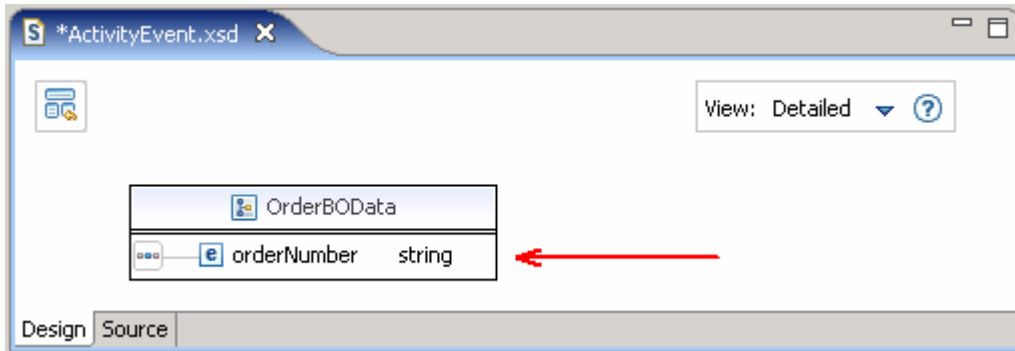 S *ActivityEvent.xsd
View: Detailed ?
OrderBOData
e orderNumber string
Design Source